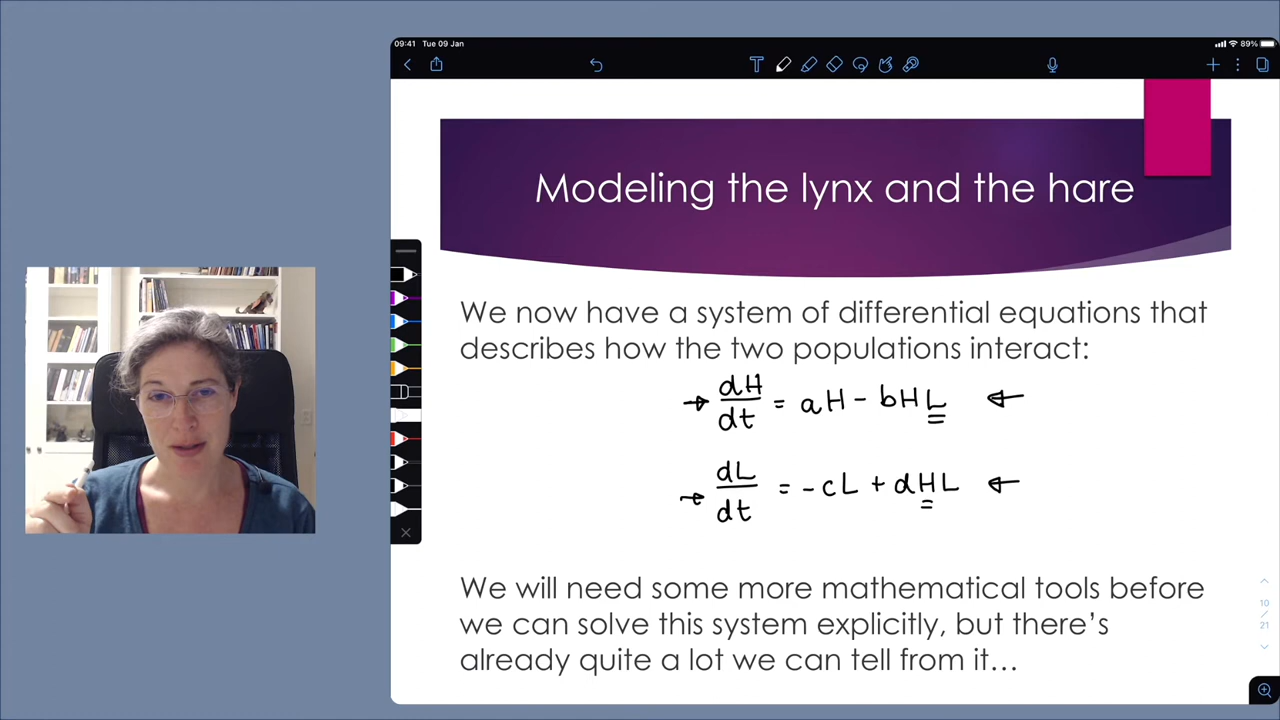 09:41 Tue 09 Jan
89%
T
Modeling the lynx and the hare
We now have a system of differential equations that
describes how the two populations interact:
→ dH/dt = aH − bHL ←
→ dL/dt = −cL + dHL ←
We will need some more mathematical tools before
we can solve this system explicitly, but there's
already quite a lot we can tell from it...
10
/
21